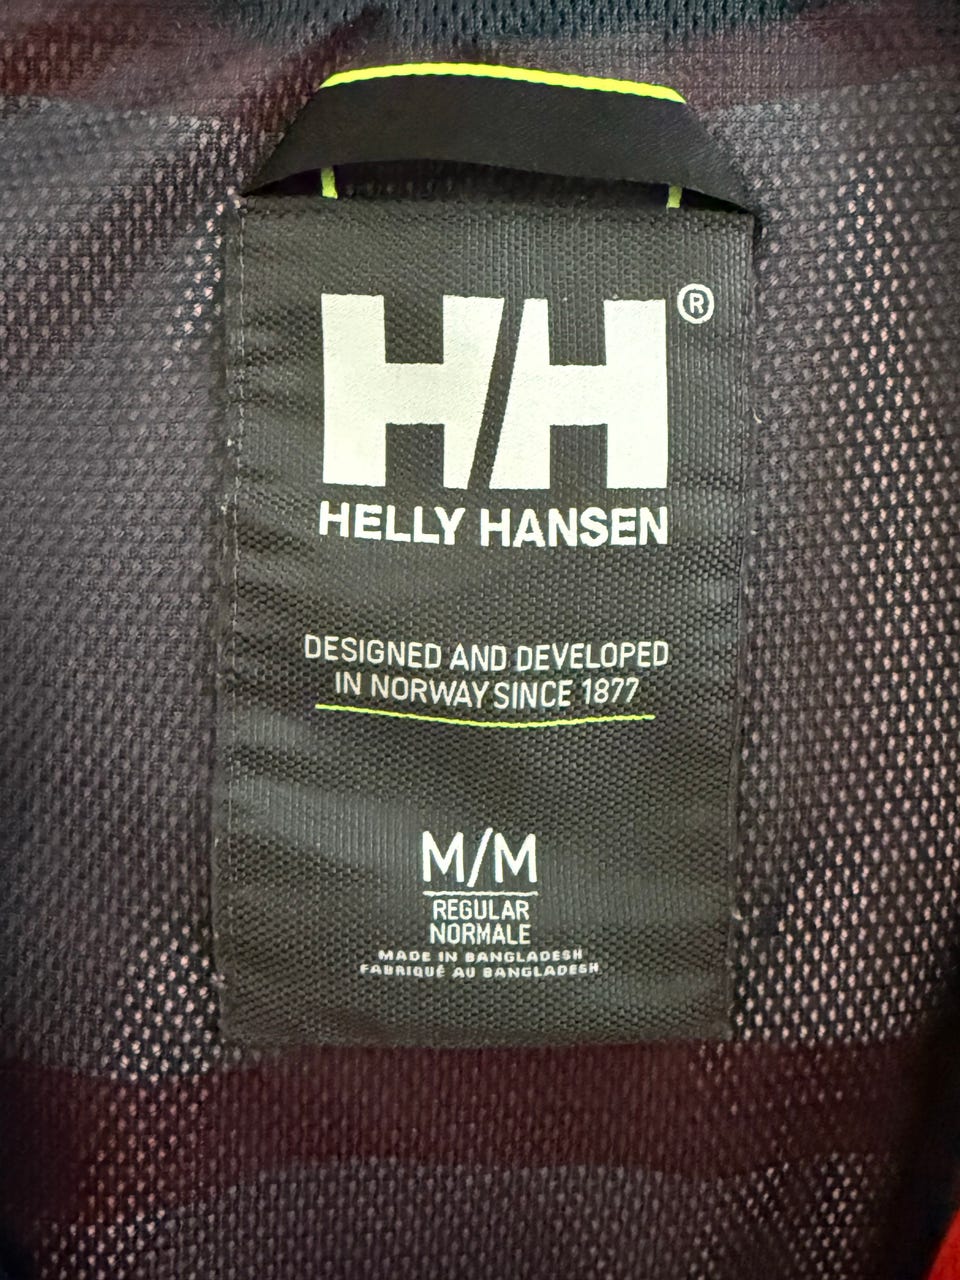 HH®
HELLY HANSEN
DESIGNED AND DEVELOPED
IN NORWAY SINCE 1877
M/M
REGULAR
NORMALE
MADE IN BANGLADESH
FABRIQUÉ AU BANGLADESH